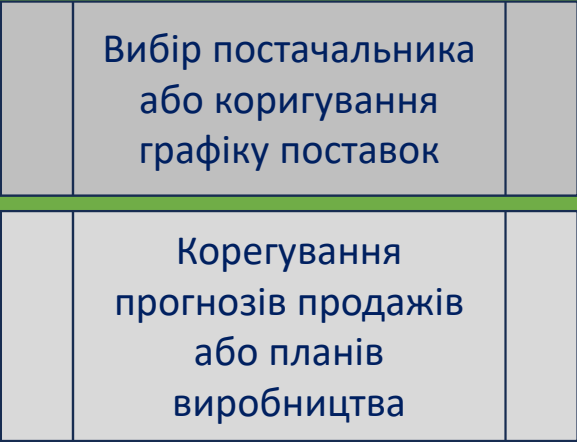 Вибір постачальника
або коригування
графіку поставок
Корегування
прогнозів продажів
або планів
виробництва